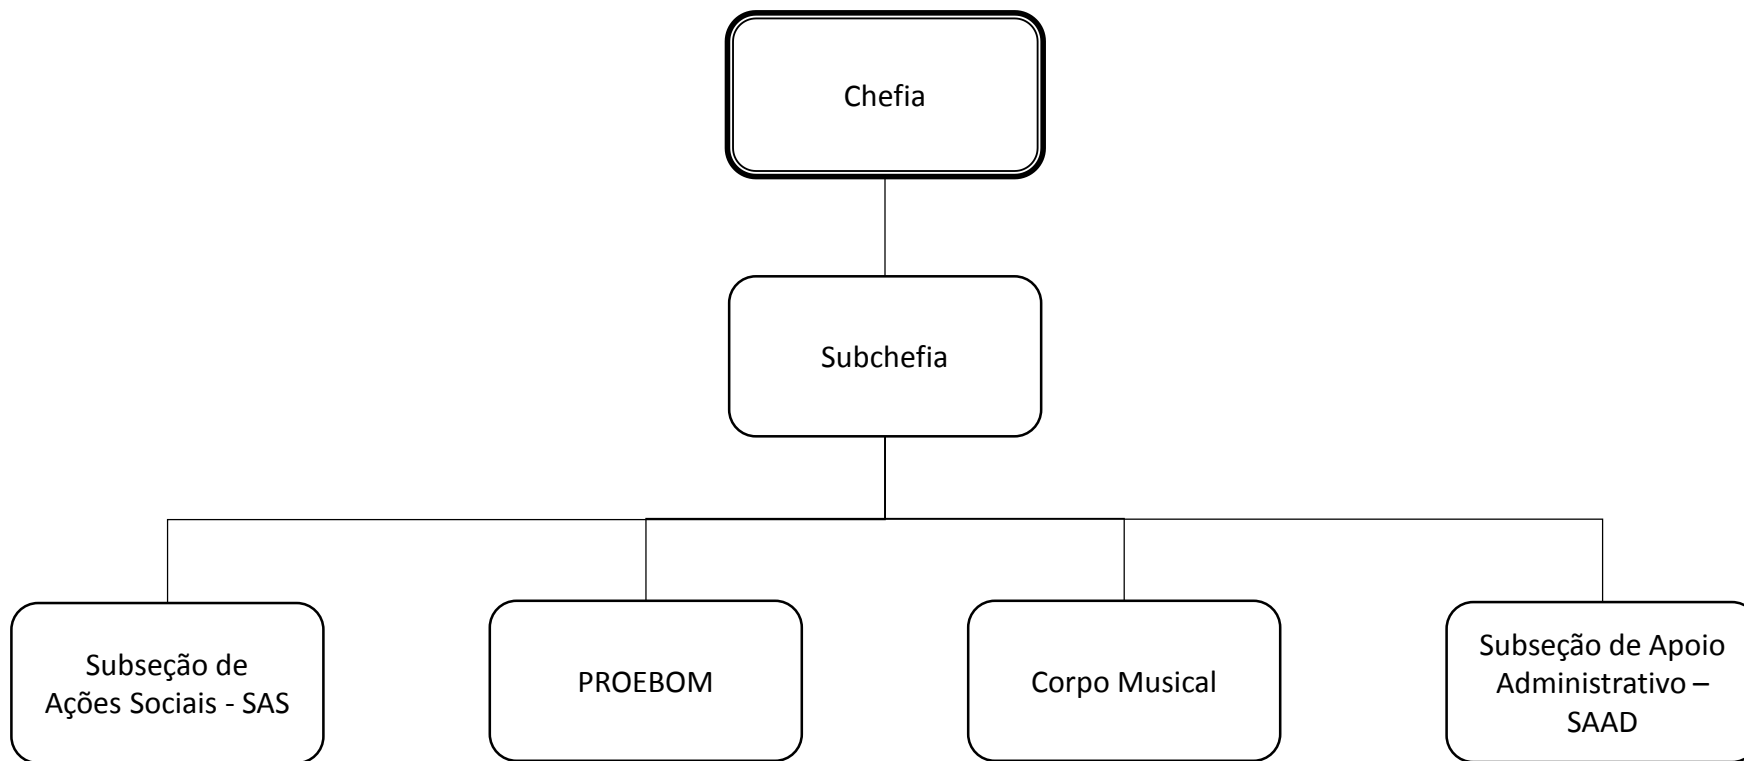 Chefia
Subchefia
Subseção de
Ações Sociais - SAS
PROEBOM
Corpo Musical
Subseção de Apoio
Administrativo –
SAAD